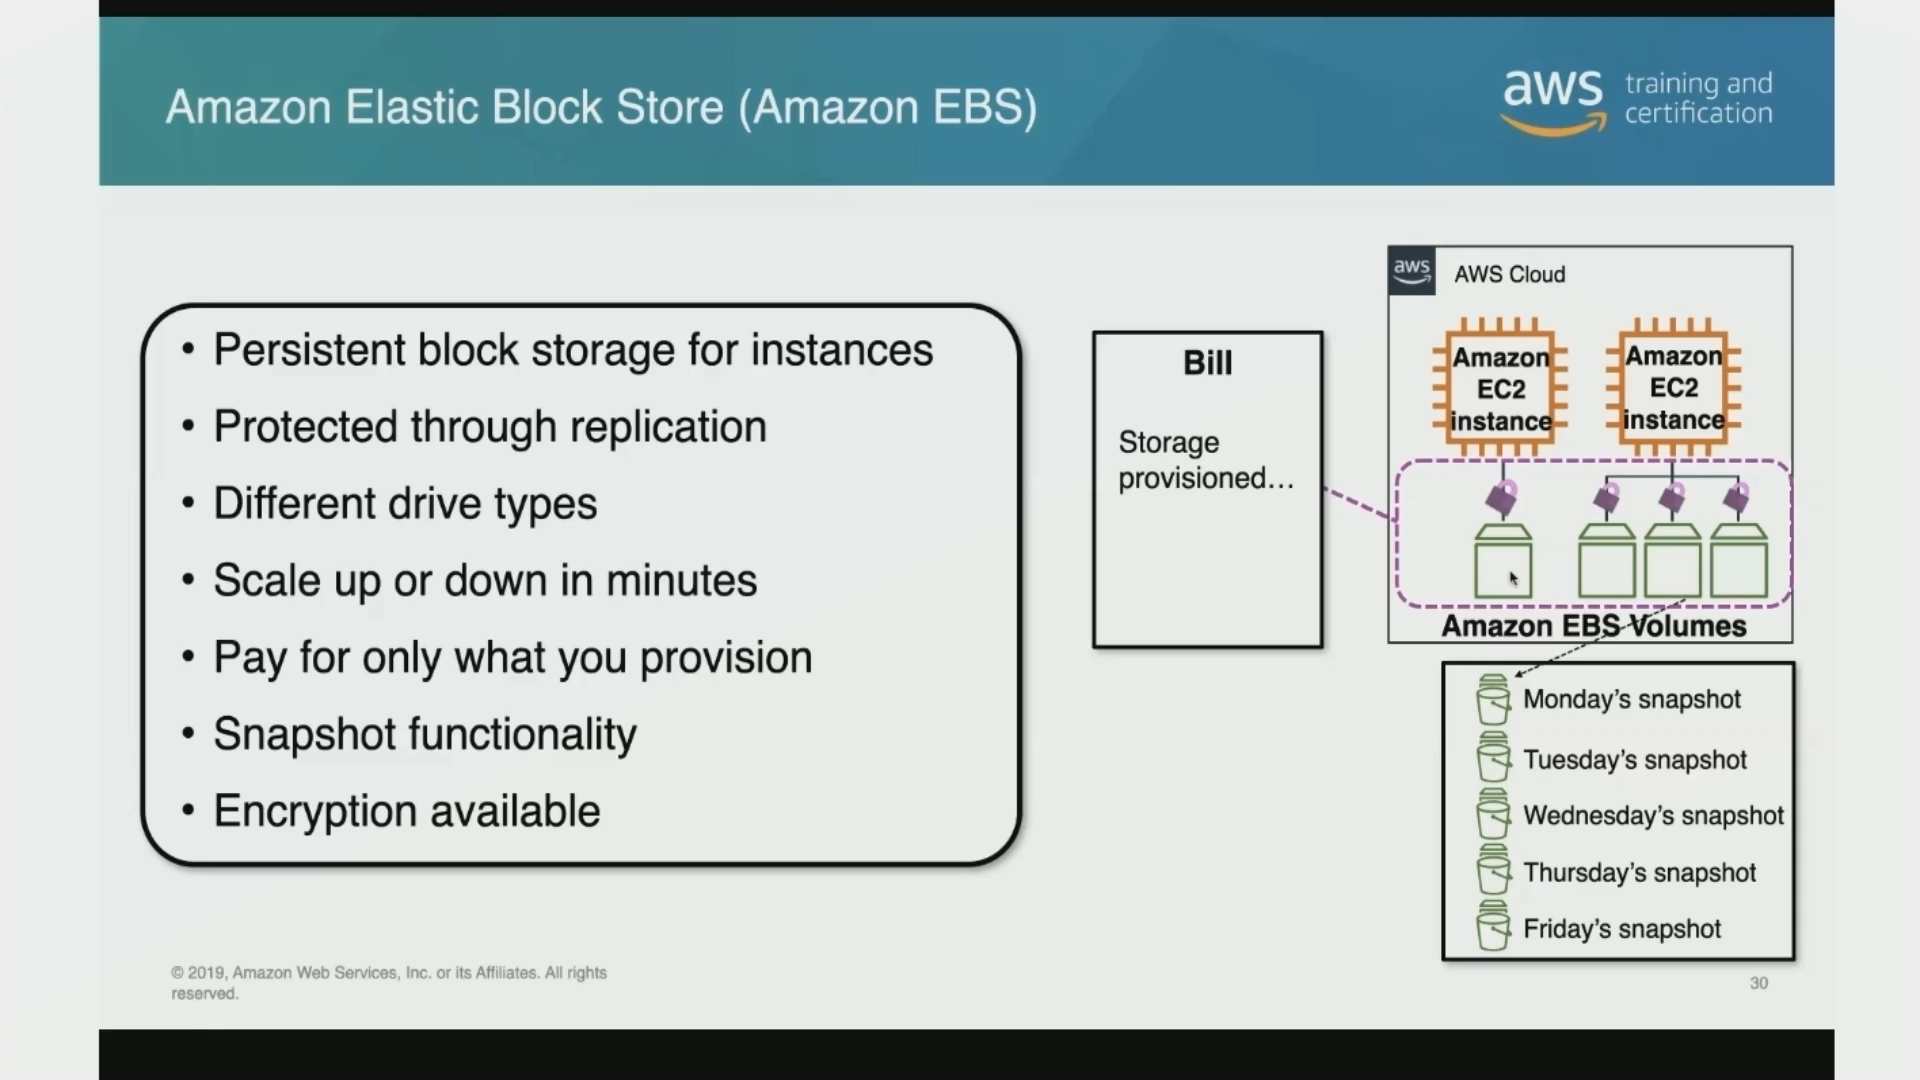 Amazon Elastic Block Store (Amazon EBS)
aws training and
certification
• Persistent block storage for instances
• Protected through replication
• Different drive types
• Scale up or down in minutes
• Pay for only what you provision
• Snapshot functionality
• Encryption available
Bill
Storage
provisioned...
aws
AWS Cloud
Amazon
EC2
instance
Amazon
EC2
instance
Amazon EBS Volumes
Monday's snapshot
Tuesday's snapshot
Wednesday's snapshot
Thursday's snapshot
Friday's snapshot
© 2019, Amazon Web Services, Inc. or its Affiliates. All rights
reserved.
30